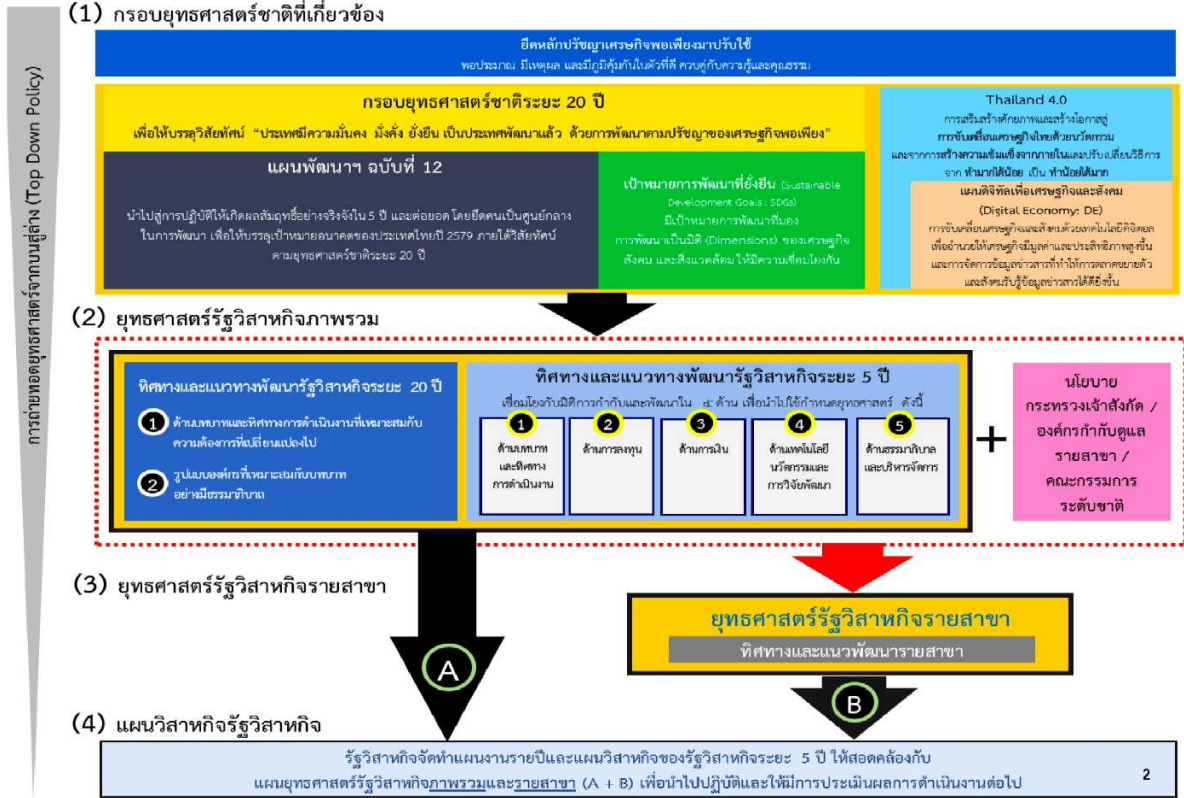 การถ่ายทอดยุทธศาสตร์จากบนสู่ล่าง (Top Down Policy)
(1) กรอบยุทธศาสตร์ชาติที่เกี่ยวข้อง
ยึดหลักปรัชญาเศรษฐกิจพอเพียงมาปรับใช้
พอประมาณ มีเหตุผล และมีภูมิคุ้มกันในตัวที่ดี ควบคู่กับความรู้และคุณธรรม
กรอบยุทธศาสตร์ชาติระยะ 20 ปี
เพื่อให้บรรลุวิสัยทัศน์ “ประเทศมีความมั่นคง มั่งคั่ง ยั่งยืน เป็นประเทศพัฒนาแล้ว ด้วยการพัฒนาตามปรัชญาของเศรษฐกิจพอเพียง”
แผนพัฒนาฯ ฉบับที่ 12
นำไปสู่การปฏิบัติให้เกิดผลสัมฤทธิ์อย่างจริงจังใน 5 ปี และต่อยอด โดยยึดคนเป็นศูนย์กลาง
ในการพัฒนา เพื่อให้บรรลุเป้าหมายอนาคตของประเทศไทยปี 2579 ภายใต้วิสัยทัศน์
ตามยุทธศาสตร์ชาติระยะ 20 ปี
เป้าหมายการพัฒนาที่ยั่งยืน (Sustainable
Development Goals : SDGs)
มีเป้าหมายการพัฒนาที่มอง
การพัฒนาเป็นมิติ (Dimensions) ของเศรษฐกิจ
สังคม และสิ่งแวดล้อม ให้มีความเชื่อมโยงกัน
Thailand 4.0
การเสริมสร้างศักยภาพและสร้างโอกาสสู่
การขับเคลื่อนเศรษฐกิจไทยด้วยนวัตกรรม
และจากการสร้างความเข้มแข็งจากภายในและปรับเปลี่ยนวิธีการ
จาก ทำมากได้น้อย เป็น ทำน้อยได้มาก
แผนดิจิทัลเพื่อเศรษฐกิจและสังคม
(Digital Economy: DE)
การขับเคลื่อนเศรษฐกิจและสังคมด้วยเทคโนโลยีดิจิตอล
เพื่ออำนวยให้เศรษฐกิจมีมูลค่าและประสิทธิภาพสูงขึ้น
และการจัดการข้อมูลข่าวสารที่ทำให้การตลาดขยายตัว
และสังคมรับรู้ข้อมูลข่าวสารได้ดียิ่งขึ้น
(2) ยุทธศาสตร์รัฐวิสาหกิจภาพรวม
ทิศทางและแนวทางพัฒนารัฐวิสาหกิจระยะ 20 ปี
1 ด้านบทบาทและทิศทางการดำเนินงานที่เหมาะสมกับ
ความต้องการที่เปลี่ยนแปลงไป
2 รูปแบบองค์กรที่เหมาะสมกับบทบาท
อย่างมีธรรมาภิบาล
ทิศทางและแนวทางพัฒนารัฐวิสาหกิจระยะ 5 ปี
เชื่อมโยงกับมิติการกำกับและพัฒนาใน ๕ ด้าน เพื่อนำไปใช้กำหนดยุทธศาสตร์ ดังนี้
1
ด้านบทบาท
และทิศทาง
การดำเนินงาน
2
ด้านการลงทุน
3
ด้านการเงิน
4
ด้านเทคโนโลยี
นวัตกรรมและ
การวิจัยพัฒนา
5
ด้านธรรมาภิบาล
และบริหารจัดการ
+
นโยบาย
กระทรวงเจ้าสังกัด /
องค์กรกำกับดูแล
รายสาขา /
คณะกรรมการ
ระดับชาติ
(3) ยุทธศาสตร์รัฐวิสาหกิจรายสาขา
ยุทธศาสตร์รัฐวิสาหกิจรายสาขา
ทิศทางและแนวพัฒนารายสาขา
A
B
(4) แผนวิสาหกิจรัฐวิสาหกิจ
รัฐวิสาหกิจจัดทำแผนงานรายปีและแผนวิสาหกิจของรัฐวิสาหกิจระยะ 5 ปี ให้สอดคล้องกับ
แผนยุทธศาสตร์รัฐวิสาหกิจภาพรวมและรายสาขา (A + B) เพื่อนำไปปฏิบัติและให้มีการประเมินผลการดำเนินงานต่อไป
2